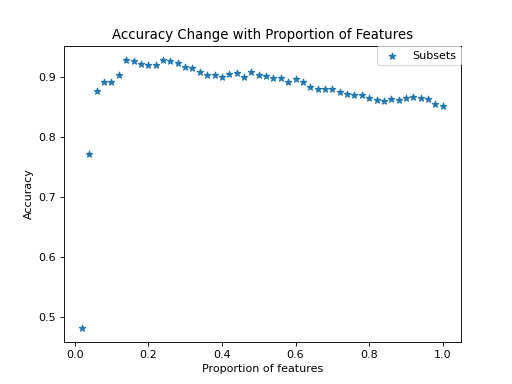 Accuracy Change with Proportion of Features
Subsets
Accuracy
0.9
0.8
0.7
0.6
0.5
0.0 0.2 0.4 0.6 0.8 1.0
Proportion of features